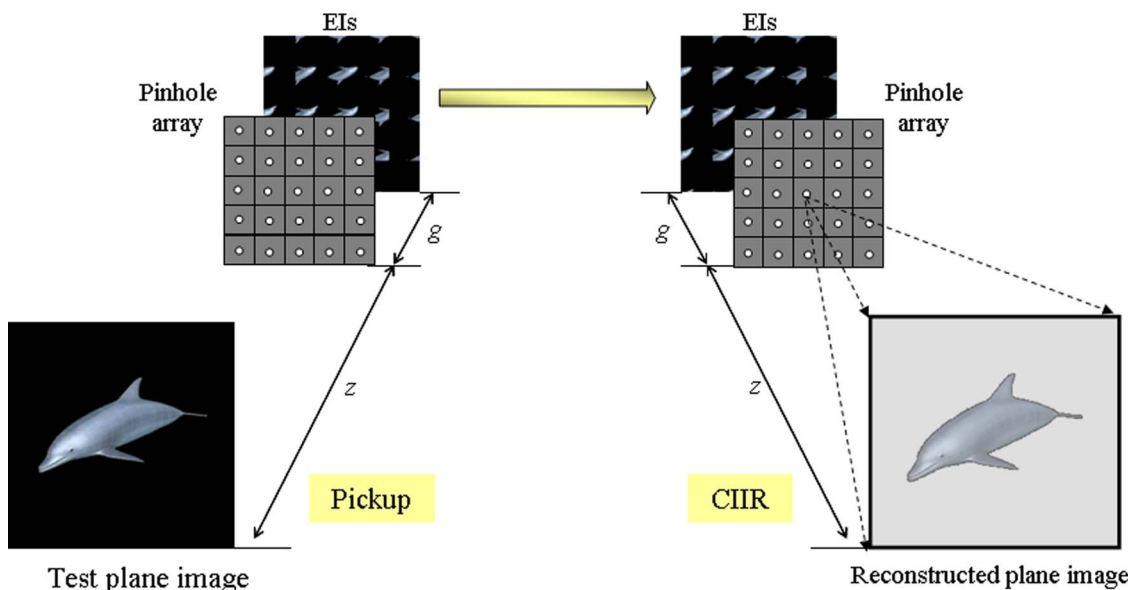 EIs
Pinhole
array
g
z
Pickup
Test plane image
EIs
Pinhole
array
g
z
CIIR
Reconstructed plane image